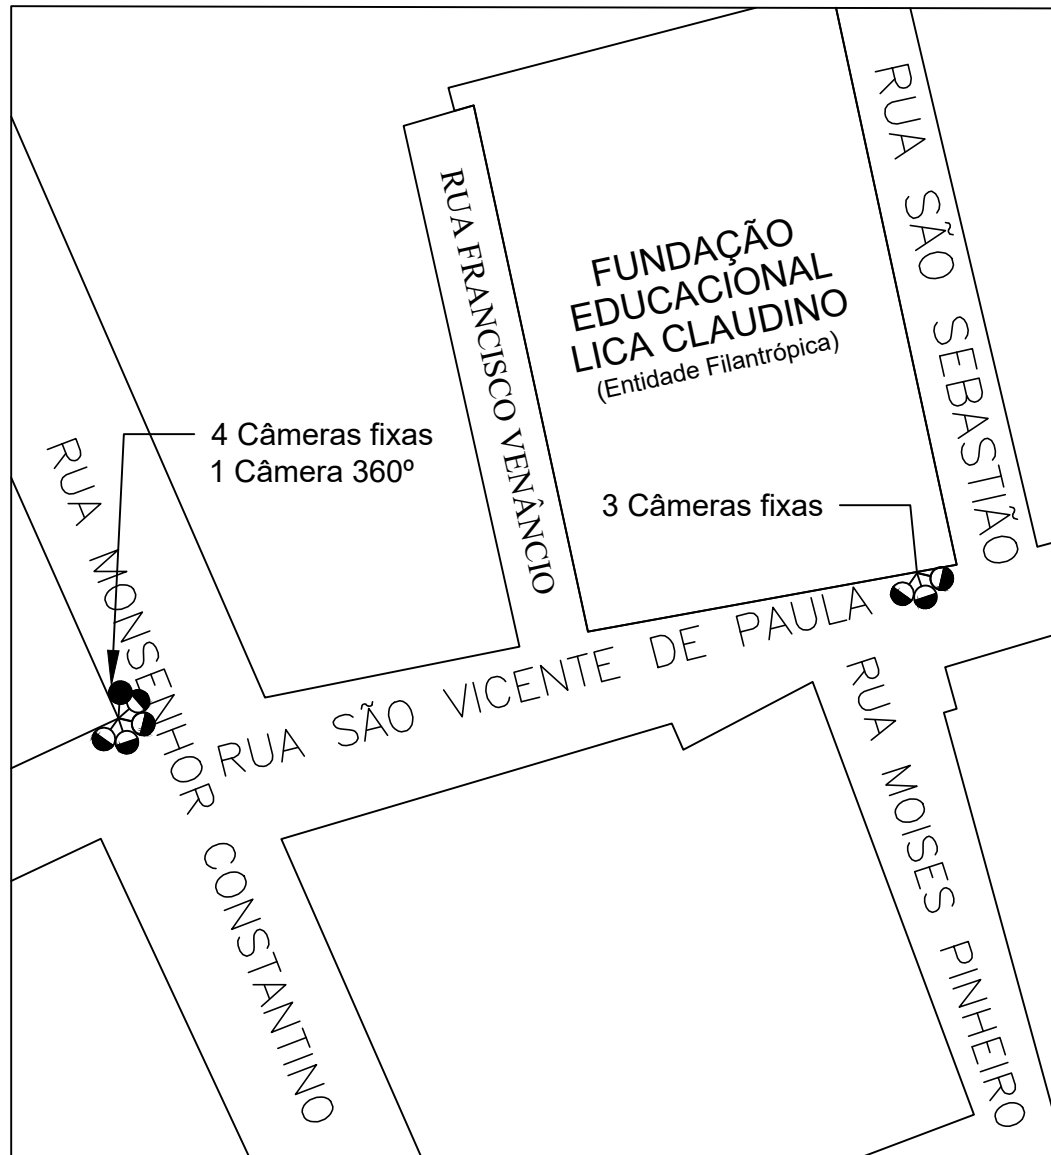 RUA SÃO SEBASTIÃO
RUA FRANCISCO VENÂNCIO
FUNDAÇÃO
EDUCACIONAL
LICA CLAUDINO
(Entidade Filantrópica)
4 Câmeras fixas
1 Câmera 360º
3 Câmeras fixas
RUA MONSENHOR CONSTANTINO
RUA SÃO VICENTE DE PAULA
RUA MOISES PINHEIRO